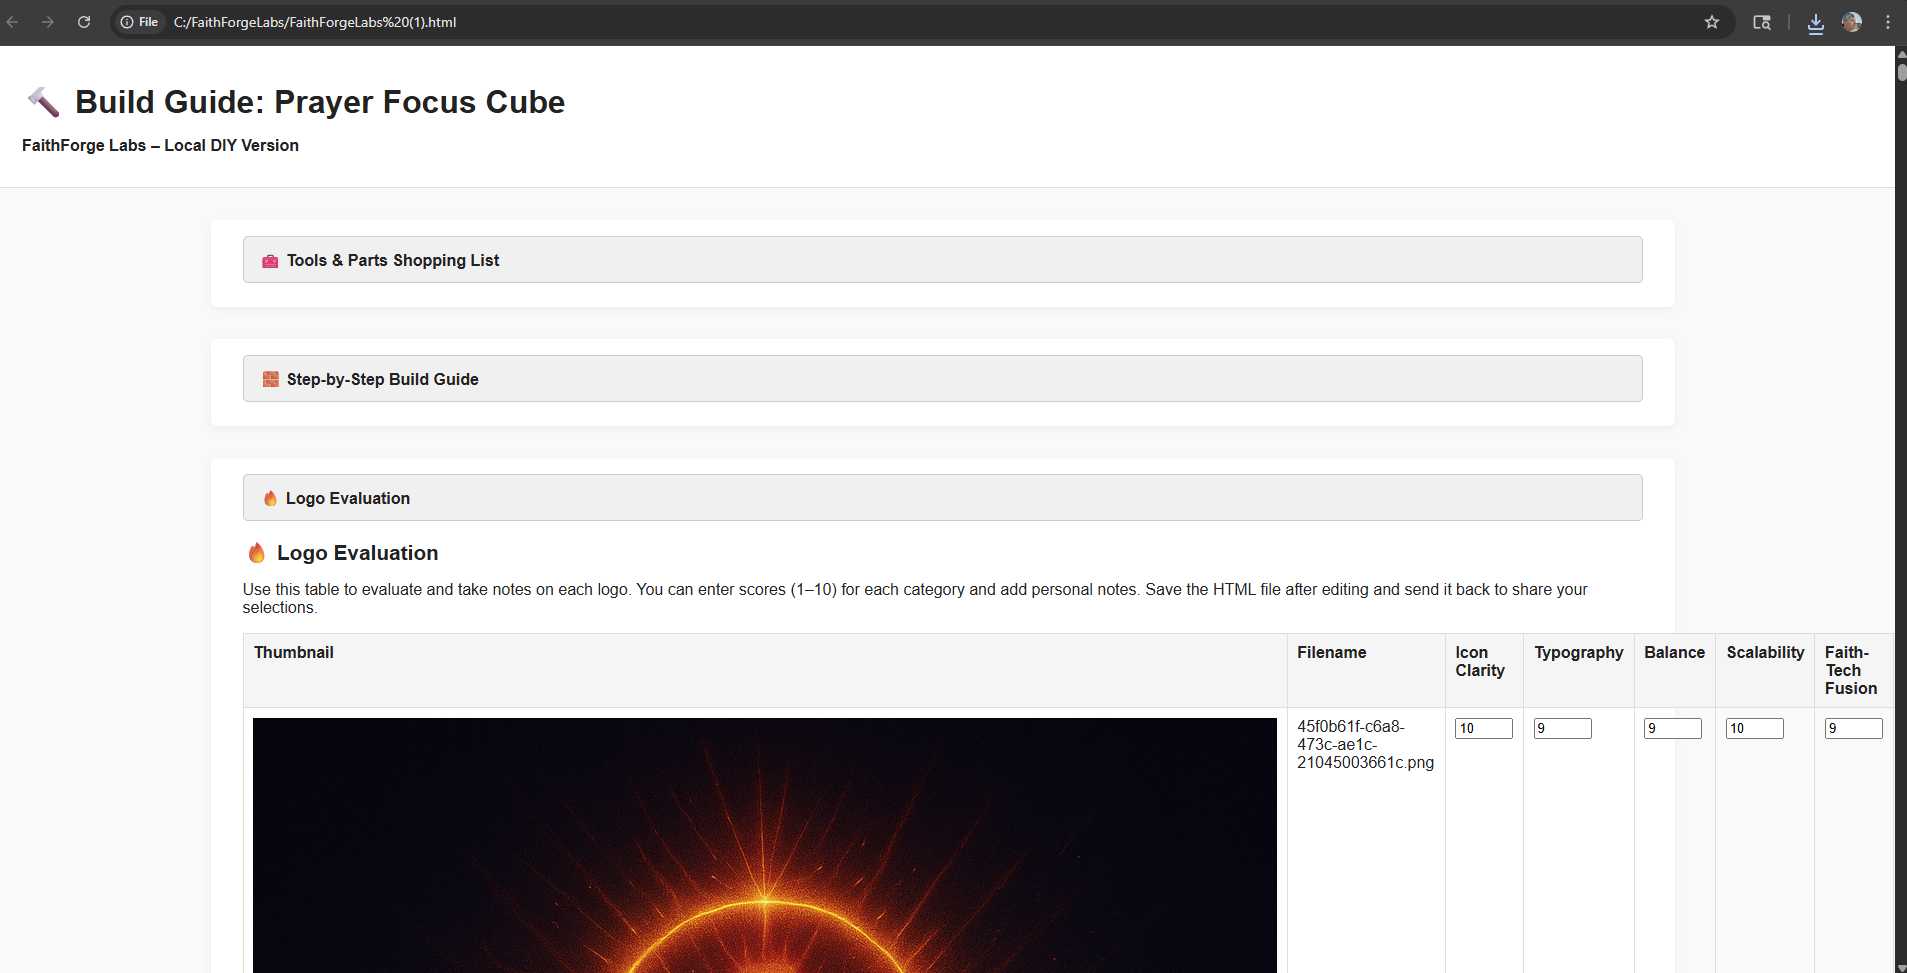 File C:/FaithForgeLabs/FaithForgeLabs%20(1).html
Build Guide: Prayer Focus Cube
FaithForge Labs – Local DIY Version
Tools & Parts Shopping List
Step-by-Step Build Guide
Logo Evaluation
Logo Evaluation
Use this table to evaluate and take notes on each logo. You can enter scores (1–10) for each category and add personal notes. Save the HTML file after editing and send it back to share your
selections.
Thumbnail Filename Icon Clarity Typography Balance Scalability Faith-Tech Fusion
45f0b61f-c6a8-473c-ae1c-21045003661c.png 10 9 9 10 9